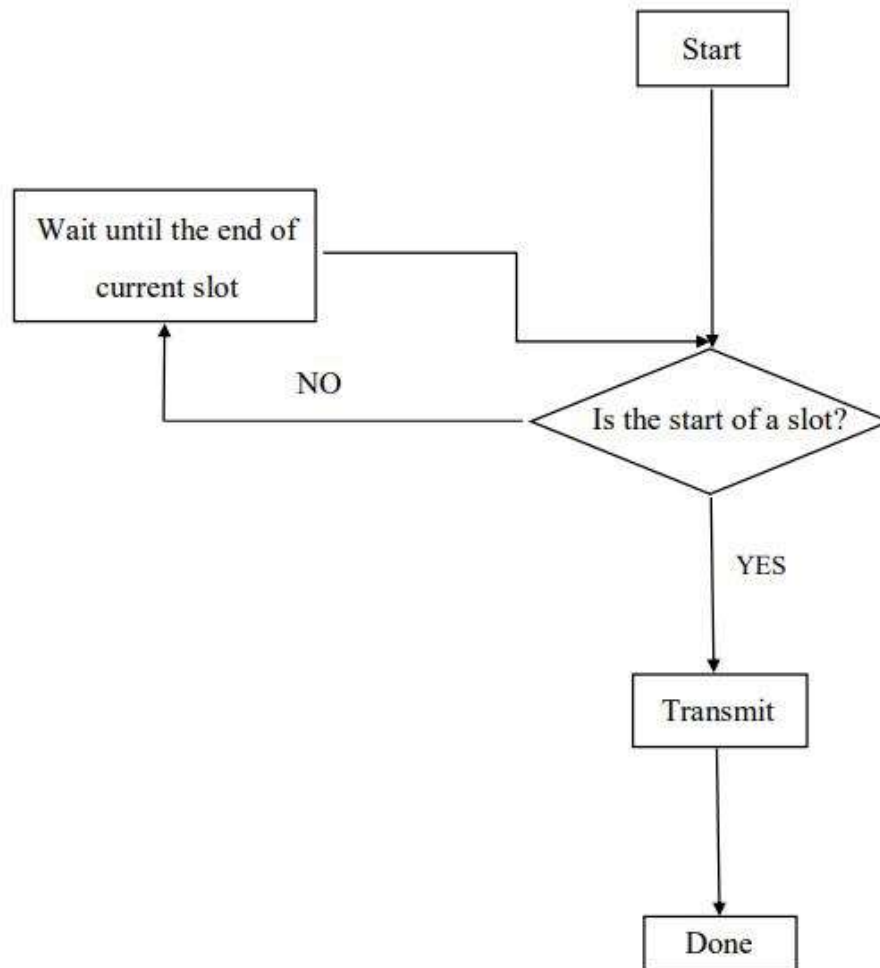 Start
Wait until the end of
current slot
NO
Is the start of a slot?
YES
Transmit
Done